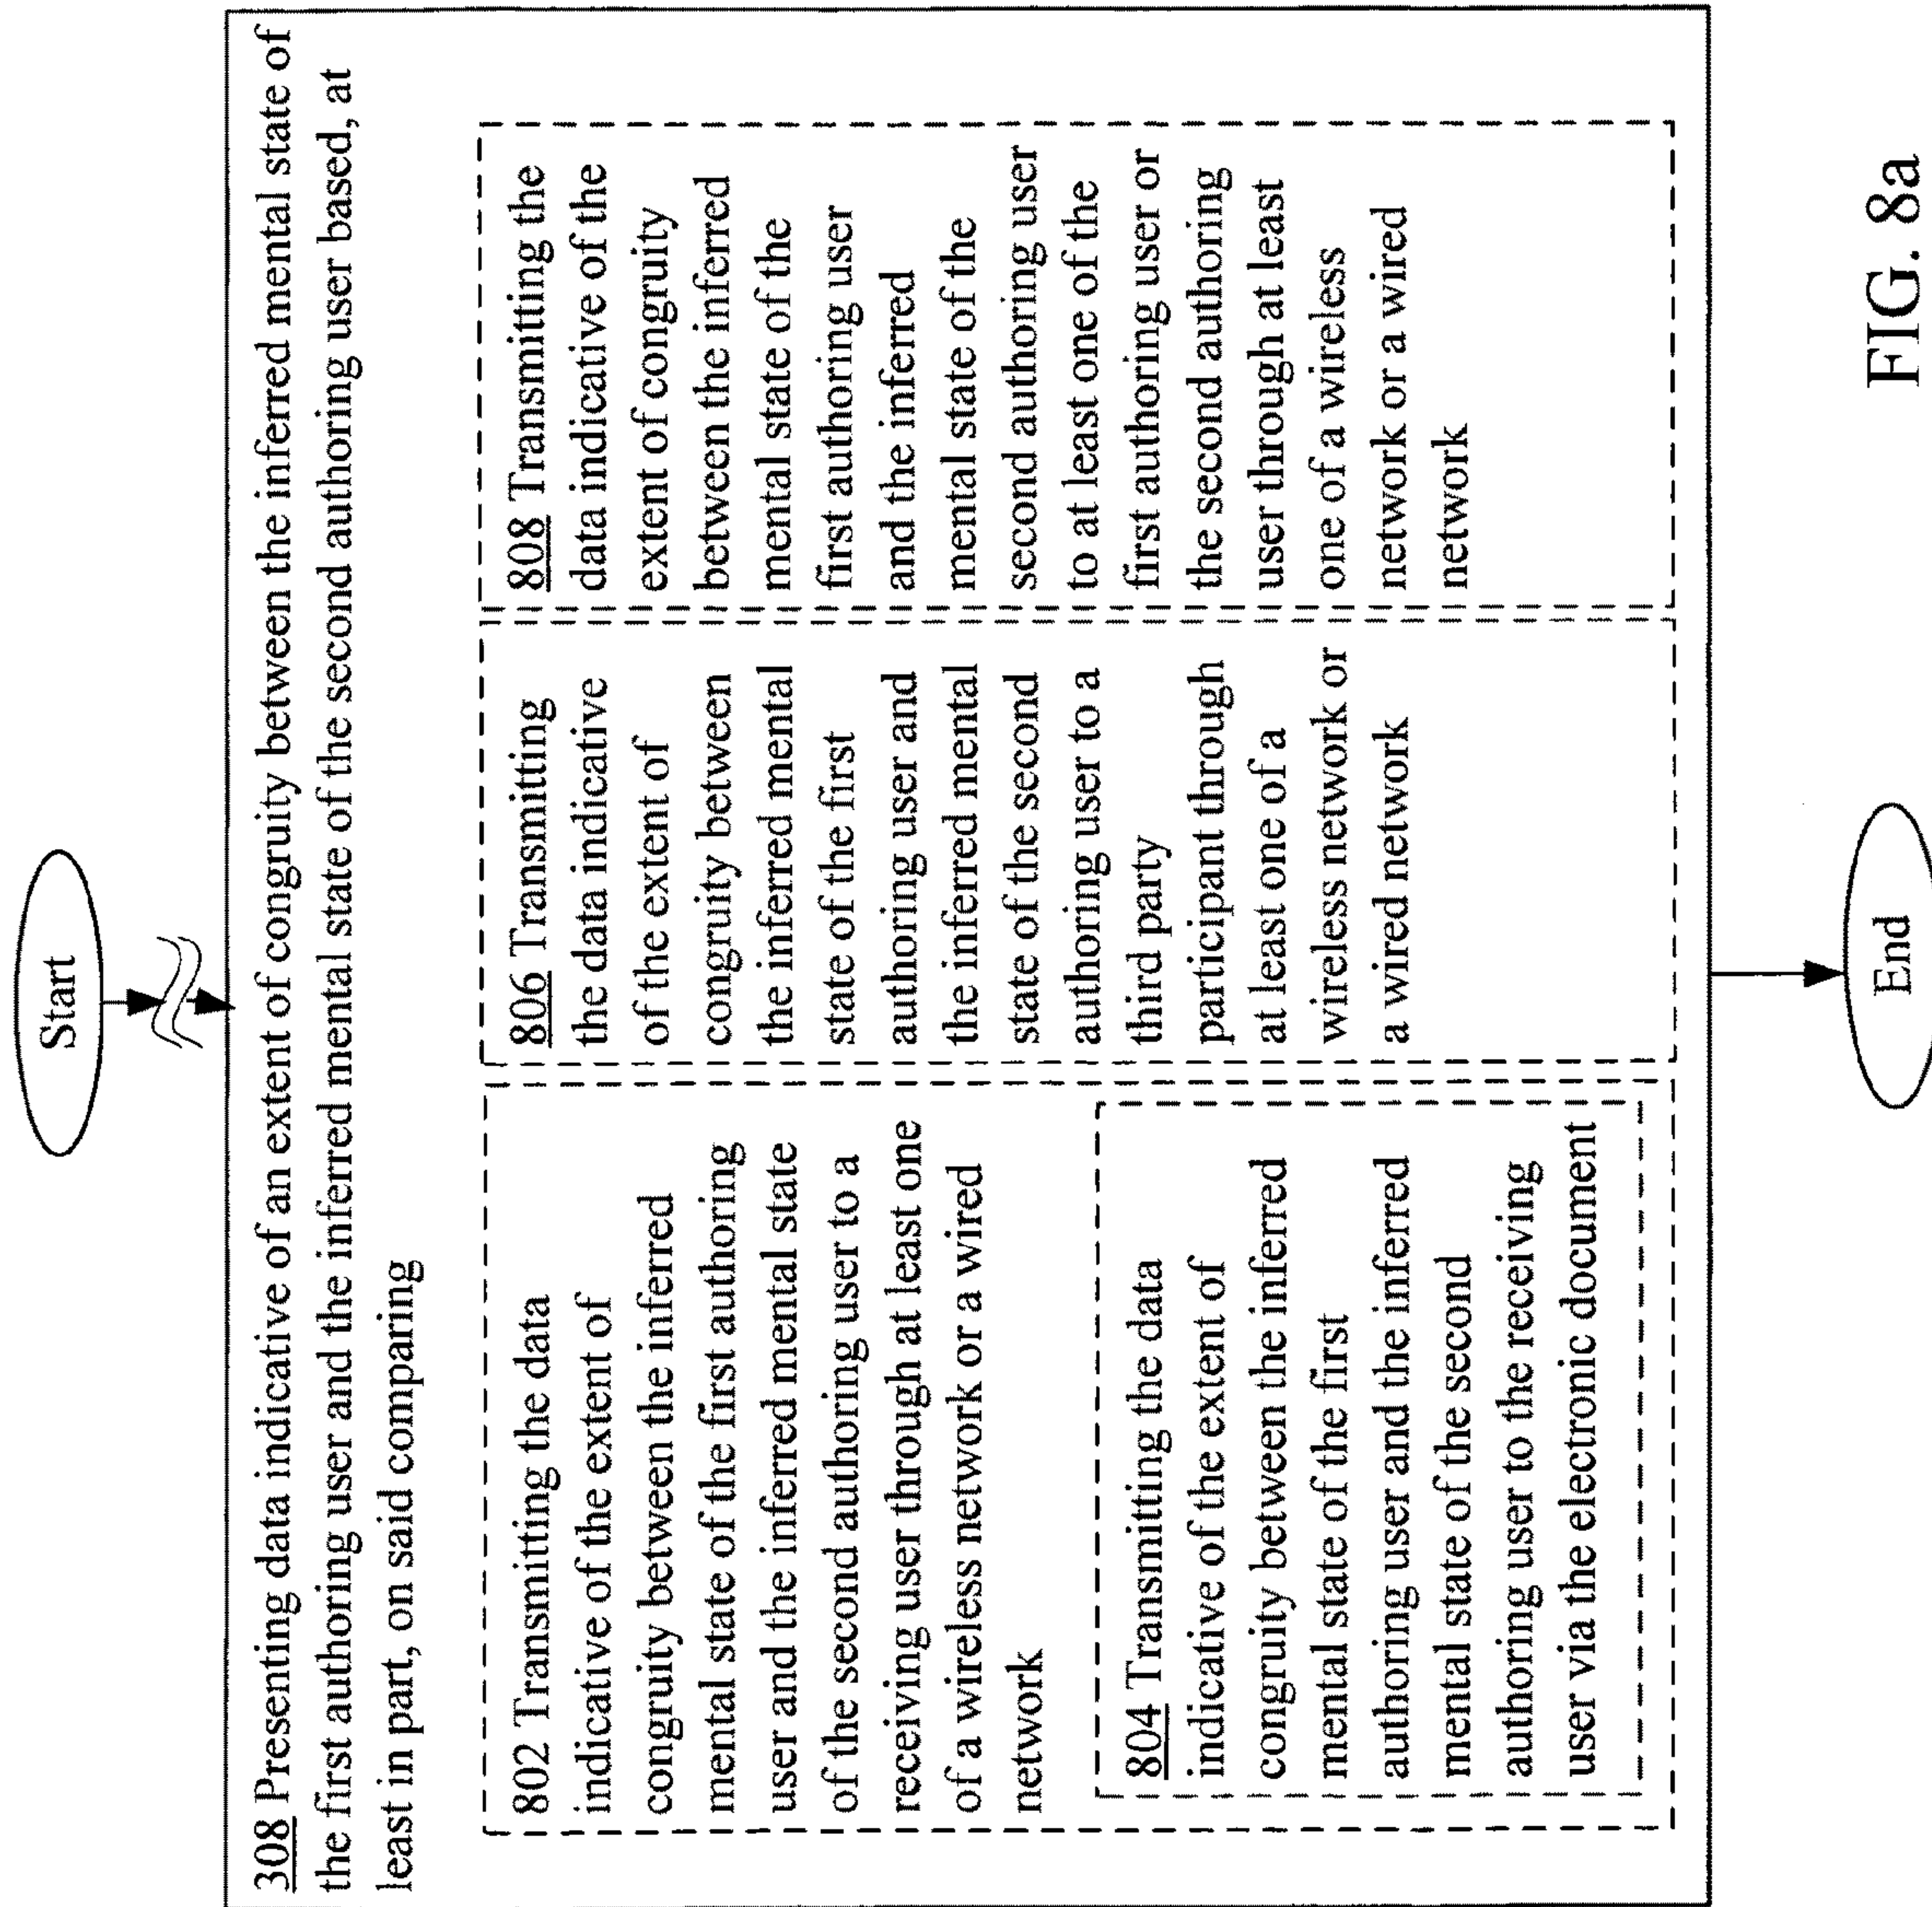 Start
308 Presenting data indicative of an extent of congruity between the inferred mental state of
the first authoring user and the inferred mental state of the second authoring user based, at
least in part, on said comparing
802 Transmitting the data
indicative of the extent of
congruity between the inferred
mental state of the first authoring
user and the inferred mental state
of the second authoring user to a
receiving user through at least one
of a wireless network or a wired
network
804 Transmitting the data
indicative of the extent of
congruity between the inferred
mental state of the first
authoring user and the inferred
mental state of the second
authoring user to the receiving
user via the electronic document
806 Transmitting
the data indicative
of the extent of
congruity between
the inferred mental
state of the first
authoring user and
the inferred mental
state of the second
authoring user to a
third party
participant through
at least one of a
wireless network or
a wired network
808 Transmitting the
data indicative of the
extent of congruity
between the inferred
mental state of the
first authoring user
and the inferred
mental state of the
second authoring user
to at least one of the
first authoring user or
the second authoring
user through at least
one of a wireless
network or a wired
network
End
FIG. 8a